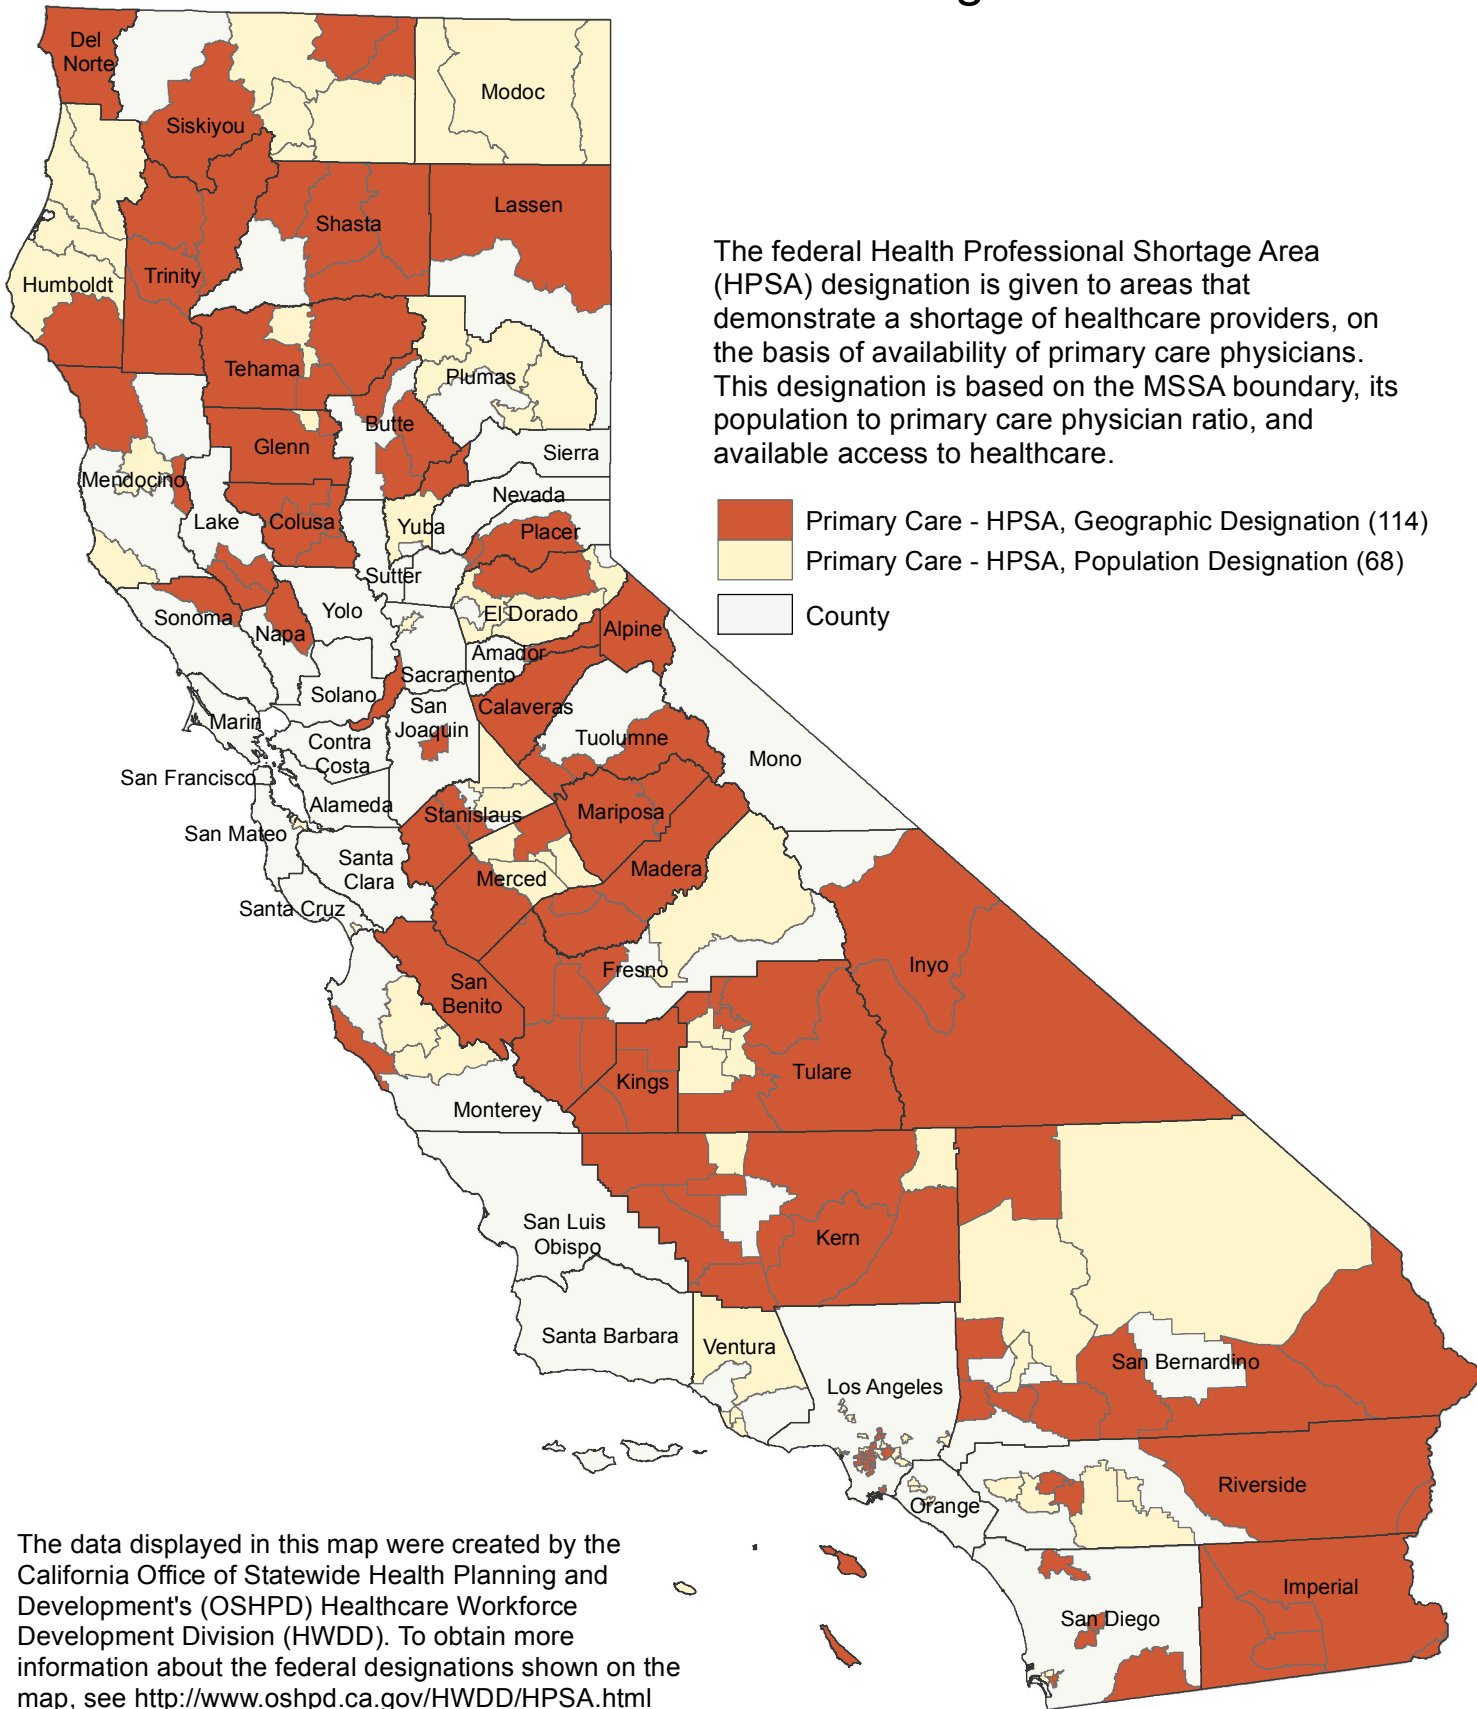 Del
Norte
Modoc
Siskiyou
Lassen
Shasta
Trinity
Humboldt
The federal Health Professional Shortage Area
(HPSA) designation is given to areas that
demonstrate a shortage of healthcare providers, on
the basis of availability of primary care physicians.
This designation is based on the MSSA boundary, its
population to primary care physician ratio, and
available access to healthcare.
Tehama
Plumas
Butte
Glenn
Sierra
Mendocino
Nevada
Lake
Colusa
Yuba
Placer
Primary Care - HPSA, Geographic Designation (114)
Primary Care - HPSA, Population Designation (68)
County
Sutter
Sonoma
Yolo
El Dorado
Napa
Alpine
Amador
Sacramento
Solano
San
Joaquin
Calaveras
Marin
Contra
Costa
Tuolumne
Mono
San Francisco
Alameda
Stanislaus
Mariposa
San Mateo
Santa
Clara
Merced
Madera
Santa Cruz
Fresno
Inyo
San
Benito
Kings
Tulare
Monterey
San Luis
Obispo
Kern
Santa Barbara
Ventura
San Bernardino
Los Angeles
Riverside
Orange
Imperial
San Diego
The data displayed in this map were created by the
California Office of Statewide Health Planning and
Development's (OSHPD) Healthcare Workforce
Development Division (HWDD). To obtain more
information about the federal designations shown on the
map, see http://www.oshpd.ca.gov/HWDD/HPSA.html